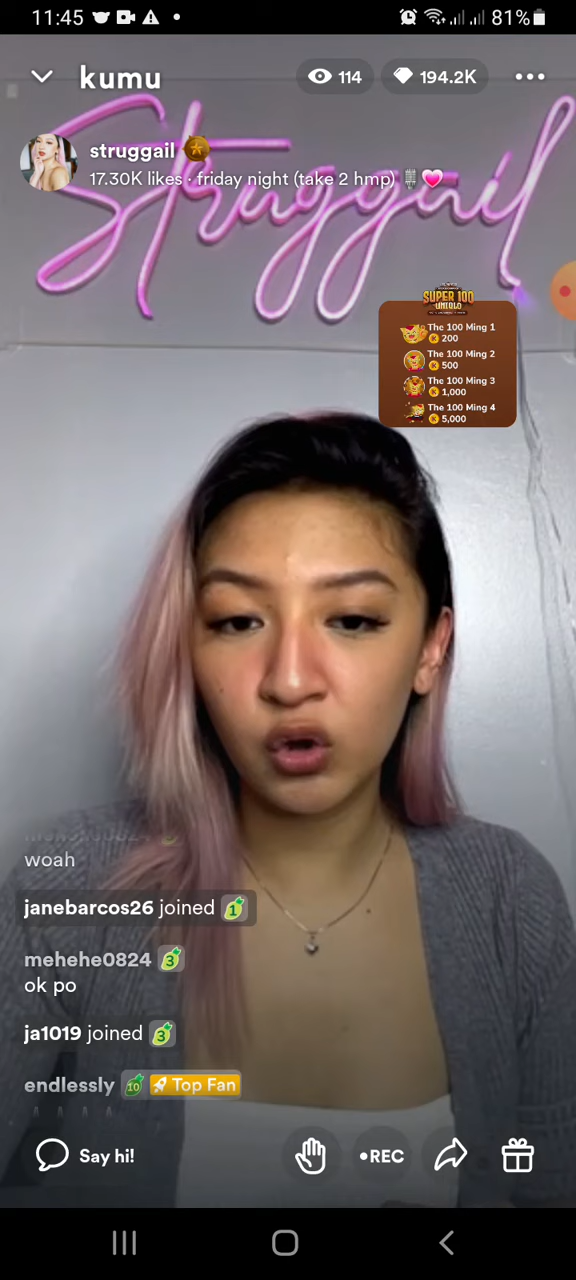 11:45
81%
kumu
114
194.2K
struggail
17.30K likes · friday night (take 2 hmp)
Struggail
SUPER 100
UNTOLD
The 100 Ming 1
200
The 100 Ming 2
500
The 100 Ming 3
1,000
The 100 Ming 4
5,000
woah
janebarcos26 joined 1
mehehe0824 3
ok po
ja1019 joined 3
endlessly 10 Top Fan
Say hi!
•REC